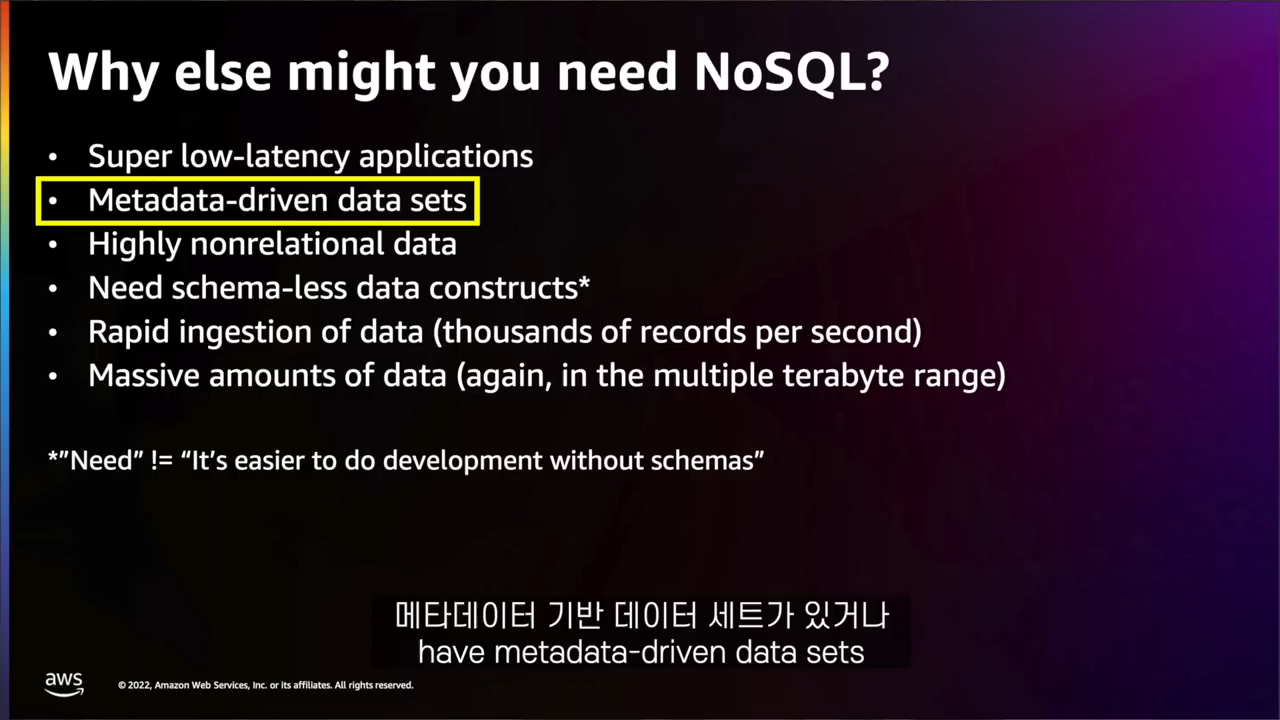 Why else might you need NoSQL?
• Super low-latency applications
• Metadata-driven data sets
• Highly nonrelational data
• Need schema-less data constructs*
• Rapid ingestion of data (thousands of records per second)
• Massive amounts of data (again, in the multiple terabyte range)
*”Need” != “It’s easier to do development without schemas”
메타데이터 기반 데이터 세트가 있거나
have metadata-driven data sets
aws
© 2022, Amazon Web Services, Inc. or its affiliates. All rights reserved.